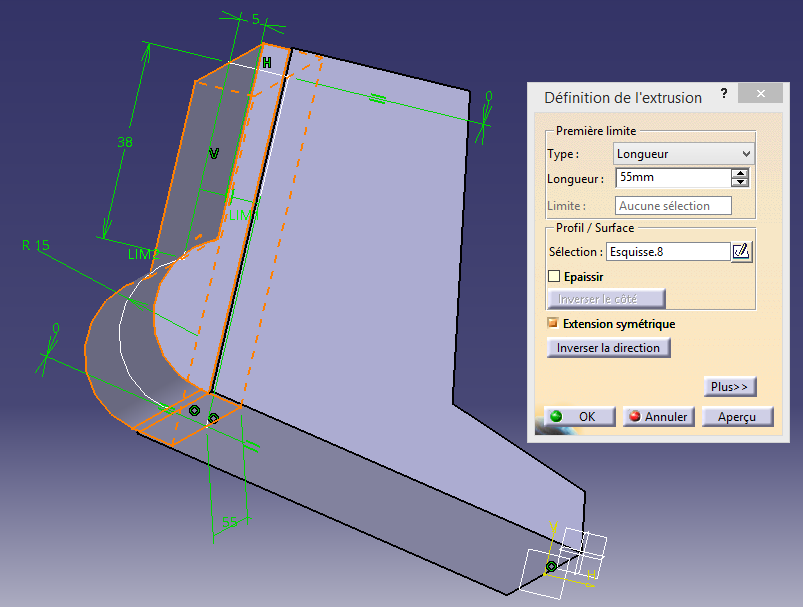 5
H
0
38
A
LIM1
LIM2
R 15
0
V
H
Définition de l'extrusion ?
Première limite
Type : Longueur
Longueur : 55mm
Limite : Aucune sélection
Profil / Surface
Sélection : Esquisse.8
Epaissir
Inverser le côté
Extension symétrique
Inverser la direction
Plus>>
OK Annuler Aperçu